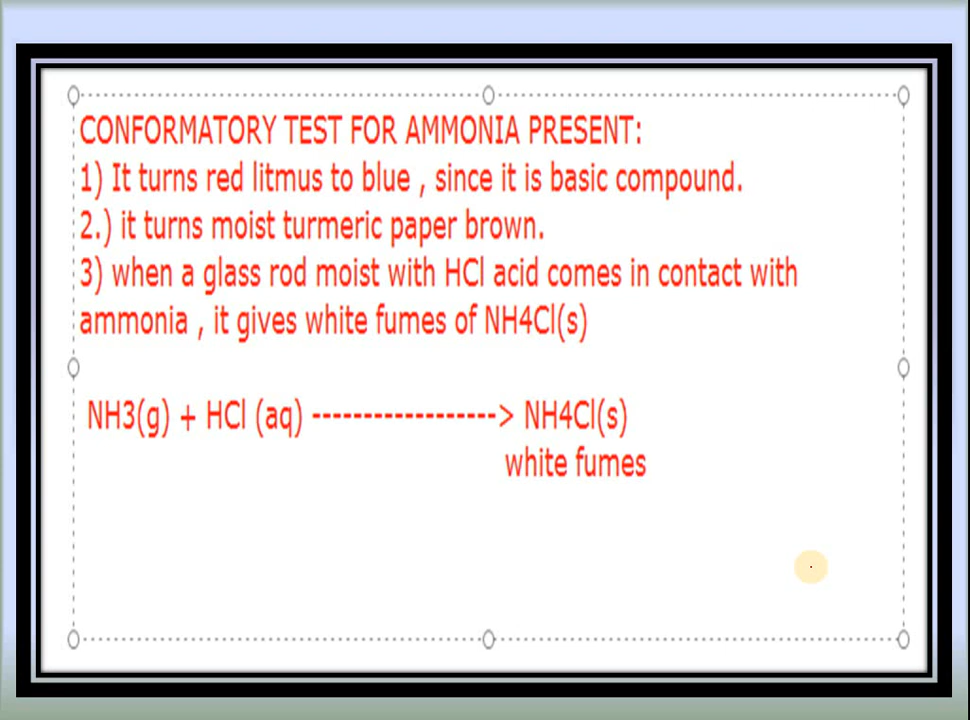 CONFORMATORY TEST FOR AMMONIA PRESENT:
1) It turns red litmus to blue , since it is basic compound.
2.) it turns moist turmeric paper brown.
3) when a glass rod moist with HCl acid comes in contact with
ammonia , it gives white fumes of NH4Cl(s)
NH3(g) + HCl (aq) ------------------> NH4Cl(s)
white fumes